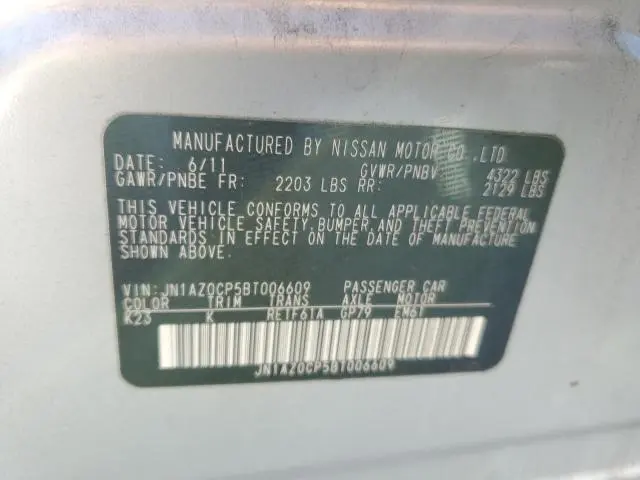 MANUFACTURED BY NISSAN MOTOR CO.,LTD
DATE: 6/11 GVWR/PNBV 4322 LBS
GAWR/PNBE FR: 2203 LBS RR: 2129 LBS
THIS VEHICLE CONFORMS TO ALL APPLICABLE FEDERAL
MOTOR VEHICLE SAFETY, BUMPER, AND THEFT PREVENTION
STANDARDS IN EFFECT ON THE DATE OF MANUFACTURE
SHOWN ABOVE.
VIN: JN1AZ0CP5BT006609 PASSENGER CAR
COLOR TRIM TRANS AXLE MOTOR
K23 K RE1F61A GP79 EM61
JN1AZ0CP5BT006609